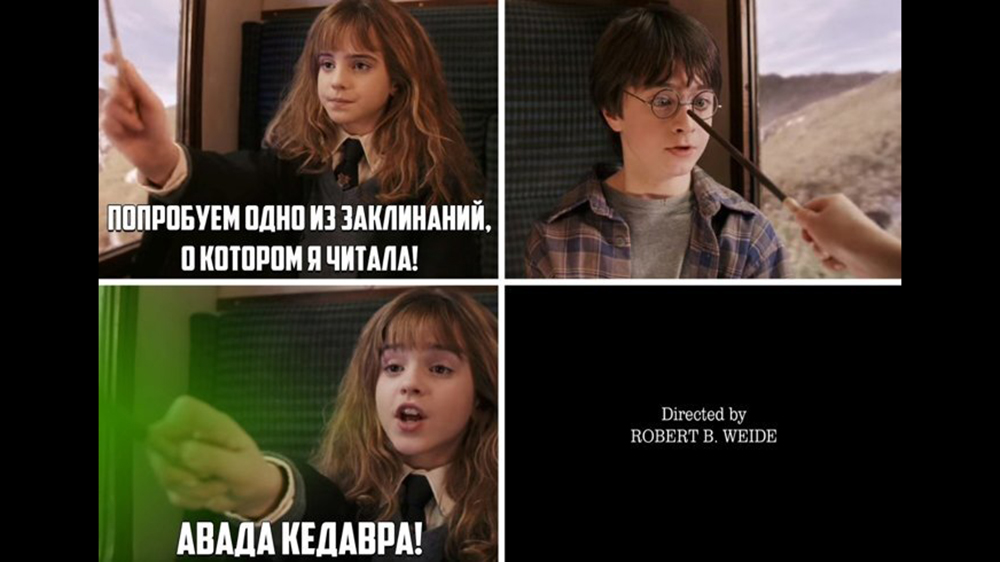 ПОПРОБУЕМ ОДНО ИЗ ЗАКЛИНАНИЙ,
О КОТОРОМ Я ЧИТАЛА!
АВАДА КЕДАВРА!
Directed by
ROBERT B. WEIDE